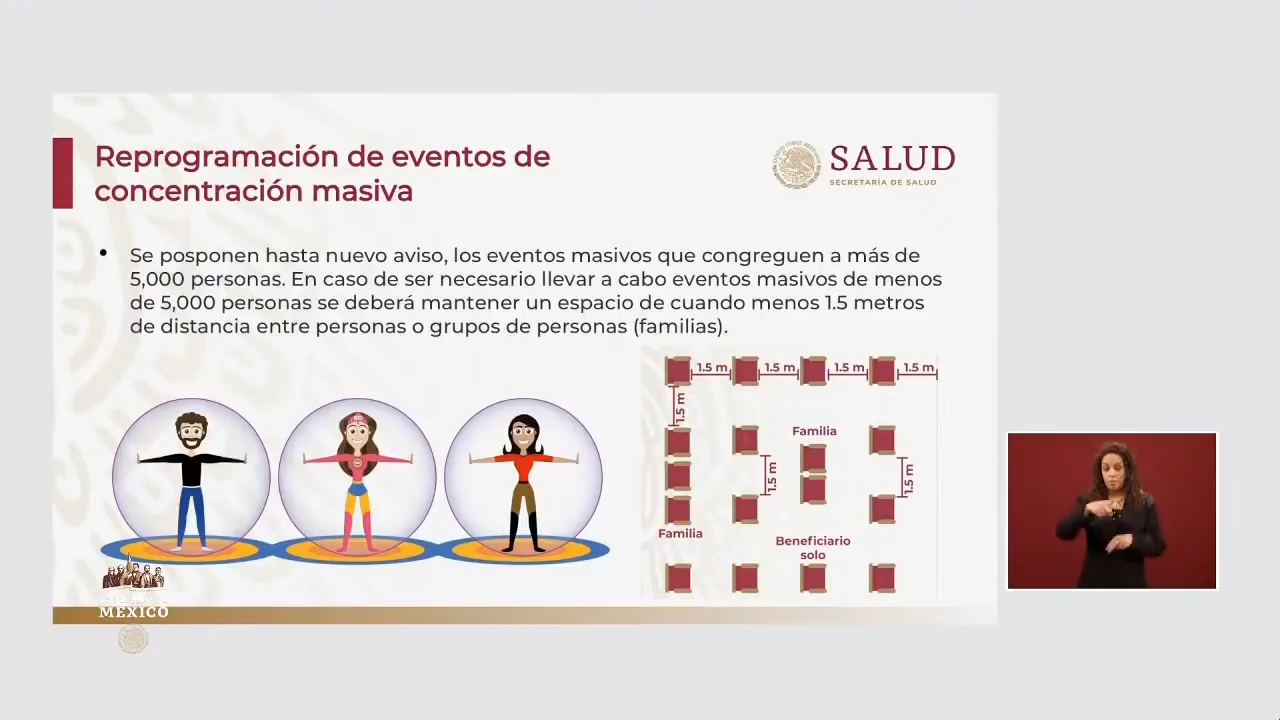 Reprogramación de eventos de
concentración masiva
SALUD
SECRETARÍA DE SALUD
• Se posponen hasta nuevo aviso, los eventos masivos que congreguen a más de
5,000 personas. En caso de ser necesario llevar a cabo eventos masivos de menos
de 5,000 personas se deberá mantener un espacio de cuando menos 1.5 metros
de distancia entre personas o grupos de personas (familias).
1.5 m 1.5 m 1.5 m 1.5 m
1.5 m
Familia
1.5 m
1.5 m
Familia
Beneficiario
solo
MÉXICO